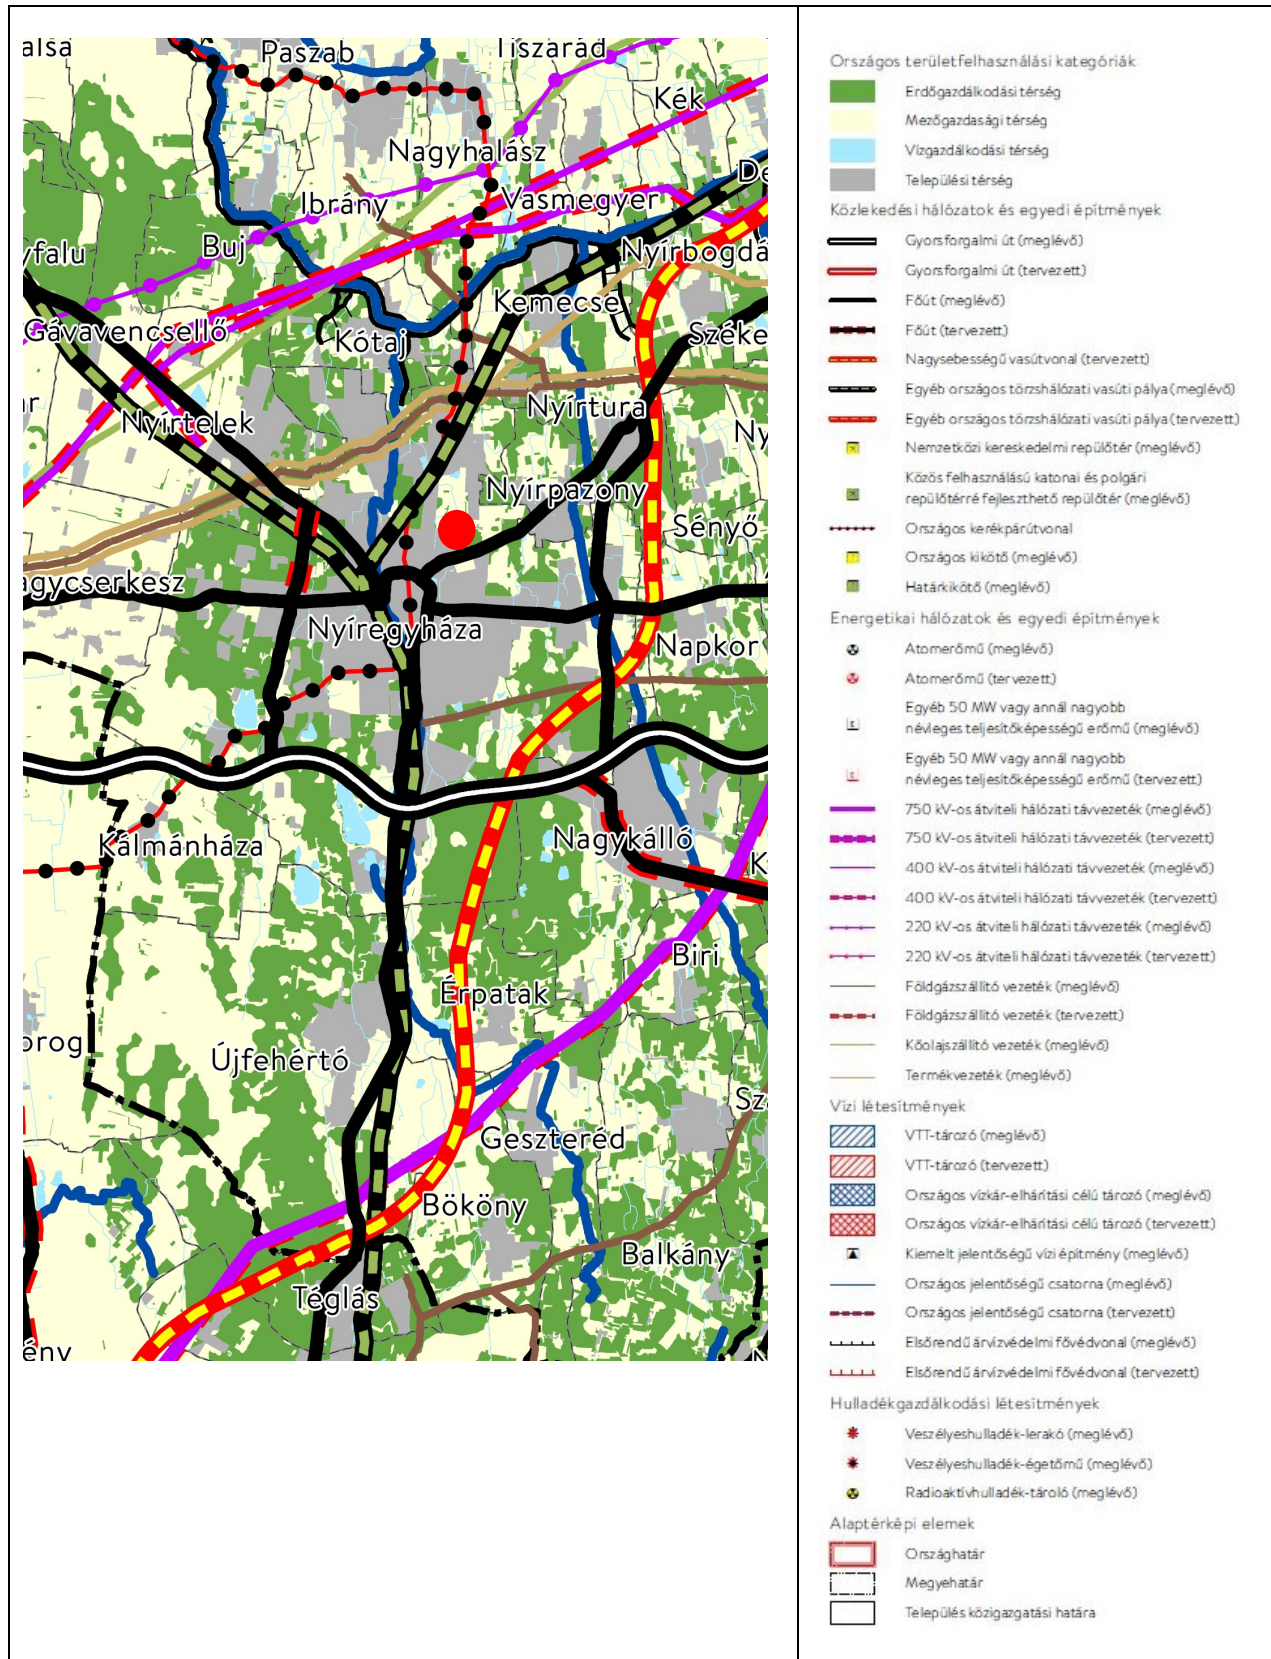 alsa
Paszab
Tiszarád
Kék
Nagyhalász
De
Ibrány
Vasmegyer
Buj
yfalu
Nyírbogdá
Kemecse
Gávavencsellő
Kótaj
Széke
ar
Nyírtelek
Nyírtura
Ny
Nyírpazony
Sényő
agycserkesz
Nyíregyháza
Napkor
Kálmánháza
Nagykálló
K
Biri
Érpatak
orog
Újfehértó
Sz
Geszteréd
Bököny
Balkány
Téglás
ény
N
Országos területfelhasználási kategóriák
Erdőgazdálkodási térség
Mezőgazdasági térség
Vízgazdálkodási térség
Települési térség
Közlekedési hálózatok és egyedi építmények
Gyorsforgalmi út (meglévő)
Gyorsforgalmi út (tervezett)
Főút (meglévő)
Főút (tervezett)
Nagysebességű vasútvonal (tervezett)
Egyéb országos törzshálózati vasúti pálya (meglévő)
Egyéb országos törzshálózati vasúti pálya (tervezett)
Nemzetközi kereskedelmi repülőtér (meglévő)
Közös felhasználású katonai és polgári
repülőtérré fejleszthető repülőtér (meglévő)
Országos kerékpárútvonal
Országos kikötő (meglévő)
Határkikötő (meglévő)
Energetikai hálózatok és egyedi építmények
Atomerőmű (meglévő)
Atomerőmű (tervezett)
Egyéb 50 MW vagy annál nagyobb
névleges teljesítőképességű erőmű (meglévő)
Egyéb 50 MW vagy annál nagyobb
névleges teljesítőképességű erőmű (tervezett)
750 kV-os átviteli hálózati távvezeték (meglévő)
750 kV-os átviteli hálózati távvezeték (tervezett)
400 kV-os átviteli hálózati távvezeték (meglévő)
400 kV-os átviteli hálózati távvezeték (tervezett)
220 kV-os átviteli hálózati távvezeték (meglévő)
220 kV-os átviteli hálózati távvezeték (tervezett)
Földgázszállító vezeték (meglévő)
Földgázszállító vezeték (tervezett)
Kőolajszállító vezeték (meglévő)
Termékvezeték (meglévő)
Vízi létesítmények
VTT-tározó (meglévő)
VTT-tározó (tervezett)
Országos vízkár-elhárítási célú tározó (meglévő)
Országos vízkár-elhárítási célú tározó (tervezett)
Kiemelt jelentőségű vízi építmény (meglévő)
Országos jelentőségű csatorna (meglévő)
Országos jelentőségű csatorna (tervezett)
Elsőrendű árvízvédelmi fővédvonal (meglévő)
Elsőrendű árvízvédelmi fővédvonal (tervezett)
Hulladékgazdálkodási létesítmények
Veszélyeshulladék-lerakó (meglévő)
Veszélyeshulladék-égetőmű (meglévő)
Radioaktívhulladék-tároló (meglévő)
Alaptérképi elemek
Országhatár
Megyehatár
Település közigazgatási határa